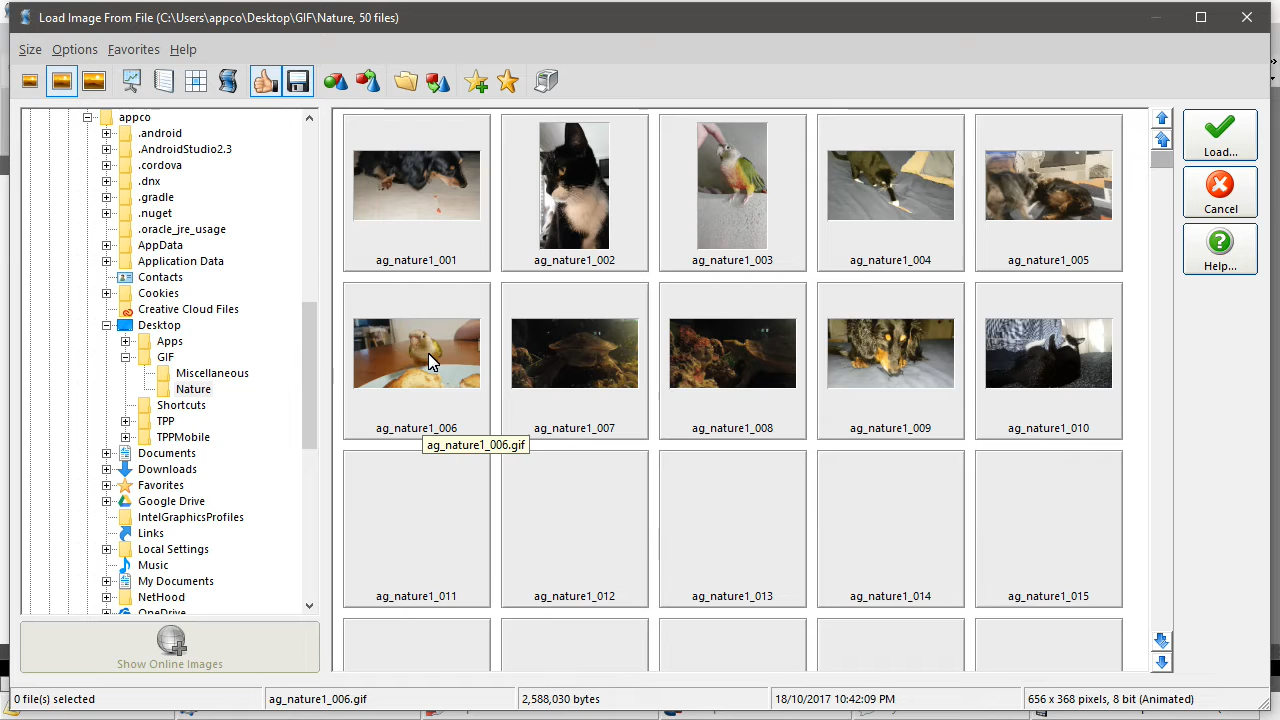 Load Image From File (C:\Users\appco\Desktop\GIF\Nature, 50 files)
Size Options Favorites Help
appco
.android
.AndroidStudio2.3
.cordova
.dnx
.gradle
.nuget
.oracle_jre_usage
AppData
Application Data
Contacts
Cookies
Creative Cloud Files
Desktop
Apps
GIF
Miscellaneous
Nature
Shortcuts
TPP
TPPMobile
Documents
Downloads
Favorites
Google Drive
IntelGraphicsProfiles
Links
Local Settings
Music
My Documents
NetHood
OneDrive
Show Online Images
ag_nature1_001 ag_nature1_002 ag_nature1_003 ag_nature1_004 ag_nature1_005
ag_nature1_006 ag_nature1_007 ag_nature1_008 ag_nature1_009 ag_nature1_010
ag_nature1_006.gif
ag_nature1_011 ag_nature1_012 ag_nature1_013 ag_nature1_014 ag_nature1_015
Load...
Cancel
Help...
0 file(s) selected ag_nature1_006.gif 2,588,030 bytes 18/10/2017 10:42:09 PM 656 x 368 pixels, 8 bit (Animated)